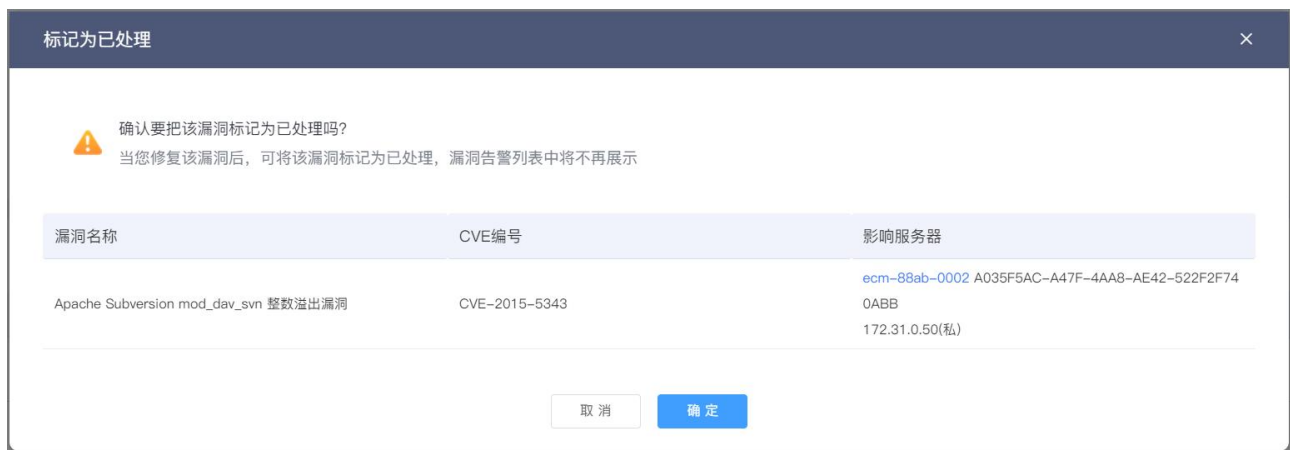 标记为已处理
确认要把该漏洞标记为已处理吗?
当您修复该漏洞后，可将该漏洞标记为已处理，漏洞告警列表中将不再展示
漏洞名称 CVE编号 影响服务器
Apache Subversion mod_dav_svn 整数溢出漏洞 CVE-2015-5343 ecm-88ab-0002 A035F5AC-A47F-4AA8-AE42-522F2F74
0ABB
172.31.0.50(私)
取消 确定